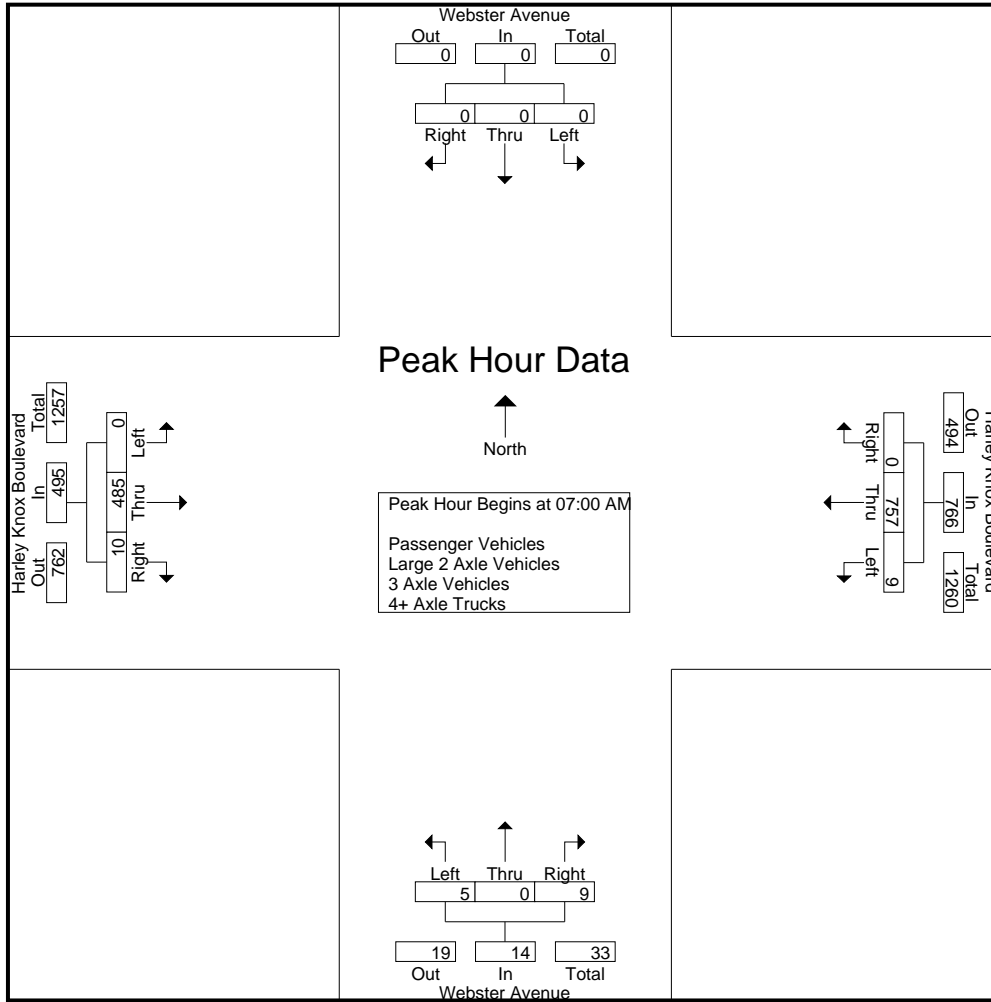 Webster Avenue
Out In Total
0 0 0
0 0 0
Right Thru Left
Peak Hour Data
North
Peak Hour Begins at 07:00 AM
Passenger Vehicles
Large 2 Axle Vehicles
3 Axle Vehicles
4+ Axle Trucks
Harley Knox Boulevard
Out In Total
762 495 1257
10 485 0
Right Thru Left
Harley Knox Boulevard
Out In Total
494 766 1260
0 757 9
Right Thru Left
Left Thru Right
5 0 9
19 14 33
Out In Total
Webster Avenue